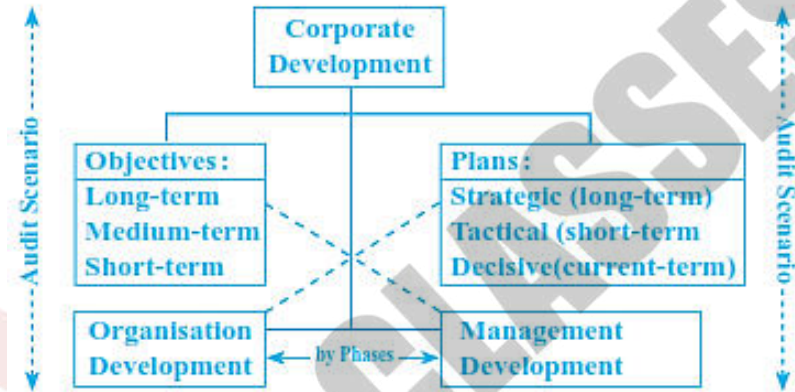 Corporate
Development
Audit Scenario
Audit Scenario
Objectives:
Long-term
Medium-term
Short-term
Plans:
Strategic (long-term)
Tactical (short-term
Decisive(current-term)
Organisation
Development
by Phases
Management
Development
CLASSES